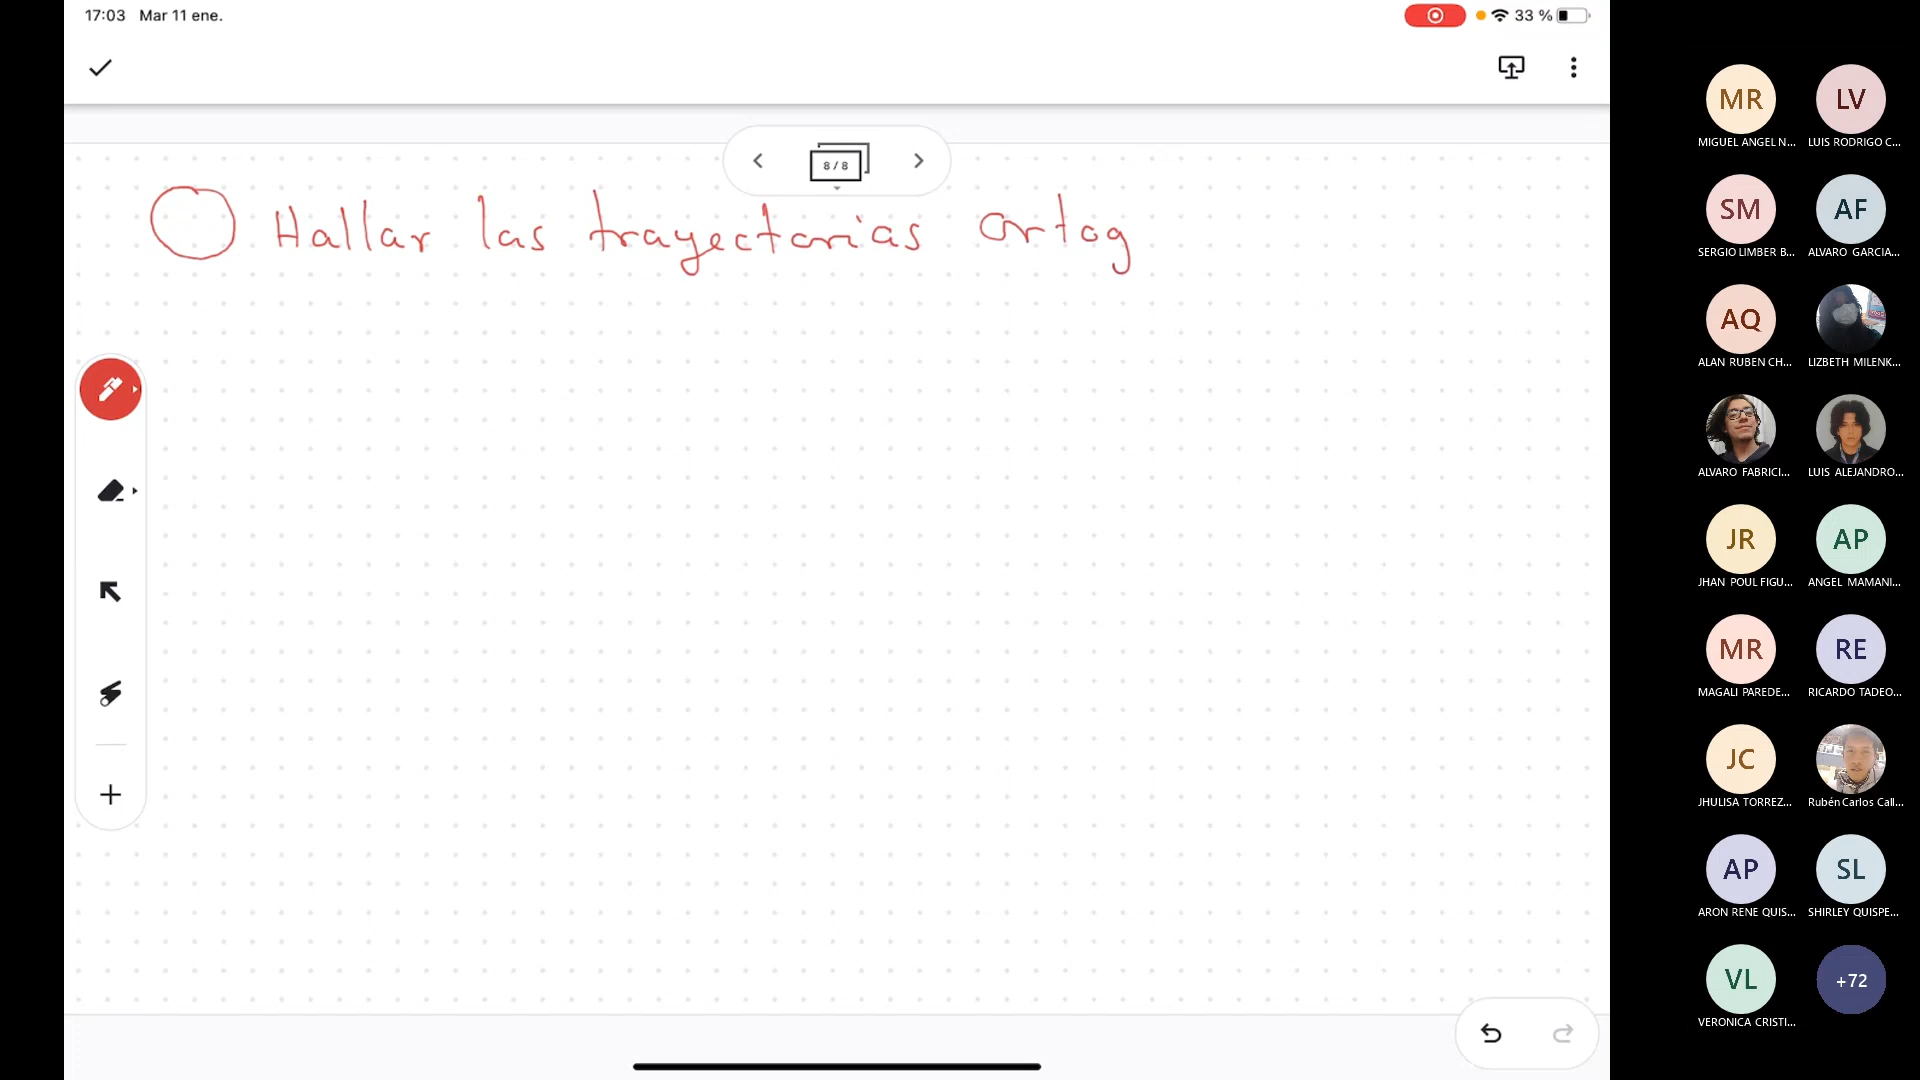 17:03 Mar 11 ene.
33 %
8 / 8
Hallar las trayectorias ortog
MR
LV
MIGUEL ANGEL N...
LUIS RODRIGO C...
SM
AF
SERGIO LIMBER B...
ALVARO GARCIA...
AQ
ALAN RUBEN CH...
LIZBETH MILENK...
ALVARO FABRICI...
LUIS ALEJANDRO...
JR
AP
JHAN POUL FIGU...
ANGEL MAMANI...
MR
RE
MAGALI PAREDE...
RICARDO TADEO...
JC
JHULISA TORREZ...
Rubén Carlos Call...
AP
SL
ARON RENE QUIS...
SHIRLEY QUISPE...
VL
+72
VERONICA CRISTI...